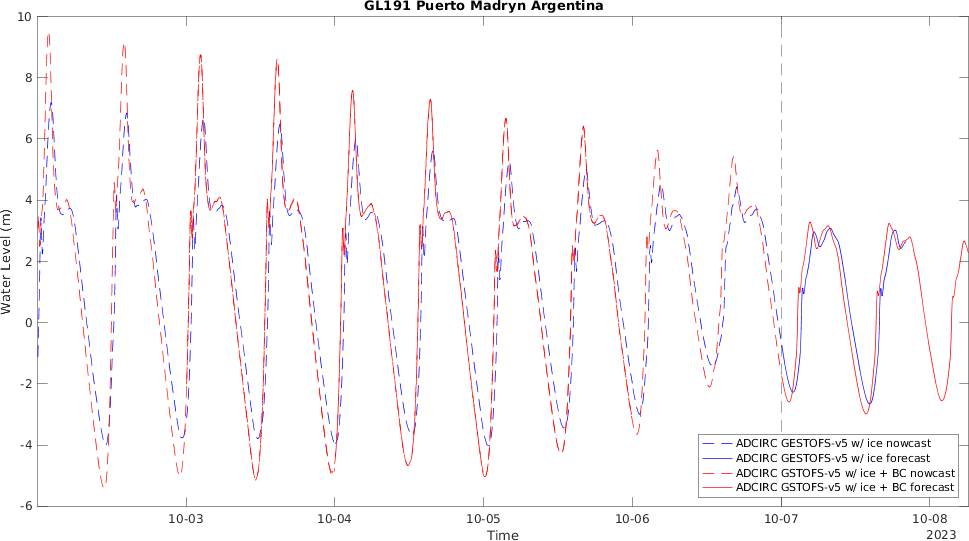 GL191 Puerto Madryn Argentina
10
8
6
4
2
0
-2
-4
-6
Water Level (m)
10-03
10-04
10-05
10-06
10-07
10-08
Time
2023
ADCIRC GESTOFS-v5 w/ ice nowcast
ADCIRC GESTOFS-v5 w/ ice forecast
ADCIRC GSTOFS-v5 w/ ice + BC nowcast
ADCIRC GSTOFS-v5 w/ ice + BC forecast